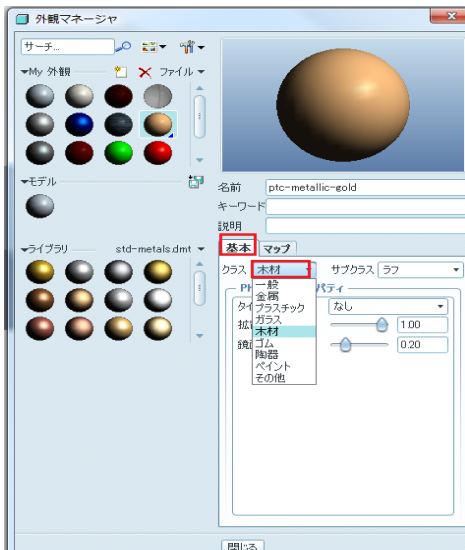 外観マネージャ
サーチ...
My 外観
ファイル
モデル
ライブラリ std-metals.dmt
名前 ptc-metallic-gold
キーワード
説明
基本 マップ
クラス 木材 サブクラス ラフ
一般
金属
プラスチック
ガラス
木材
ゴム
陶器
ペイント
その他
なし
1.00
0.20
閉じる